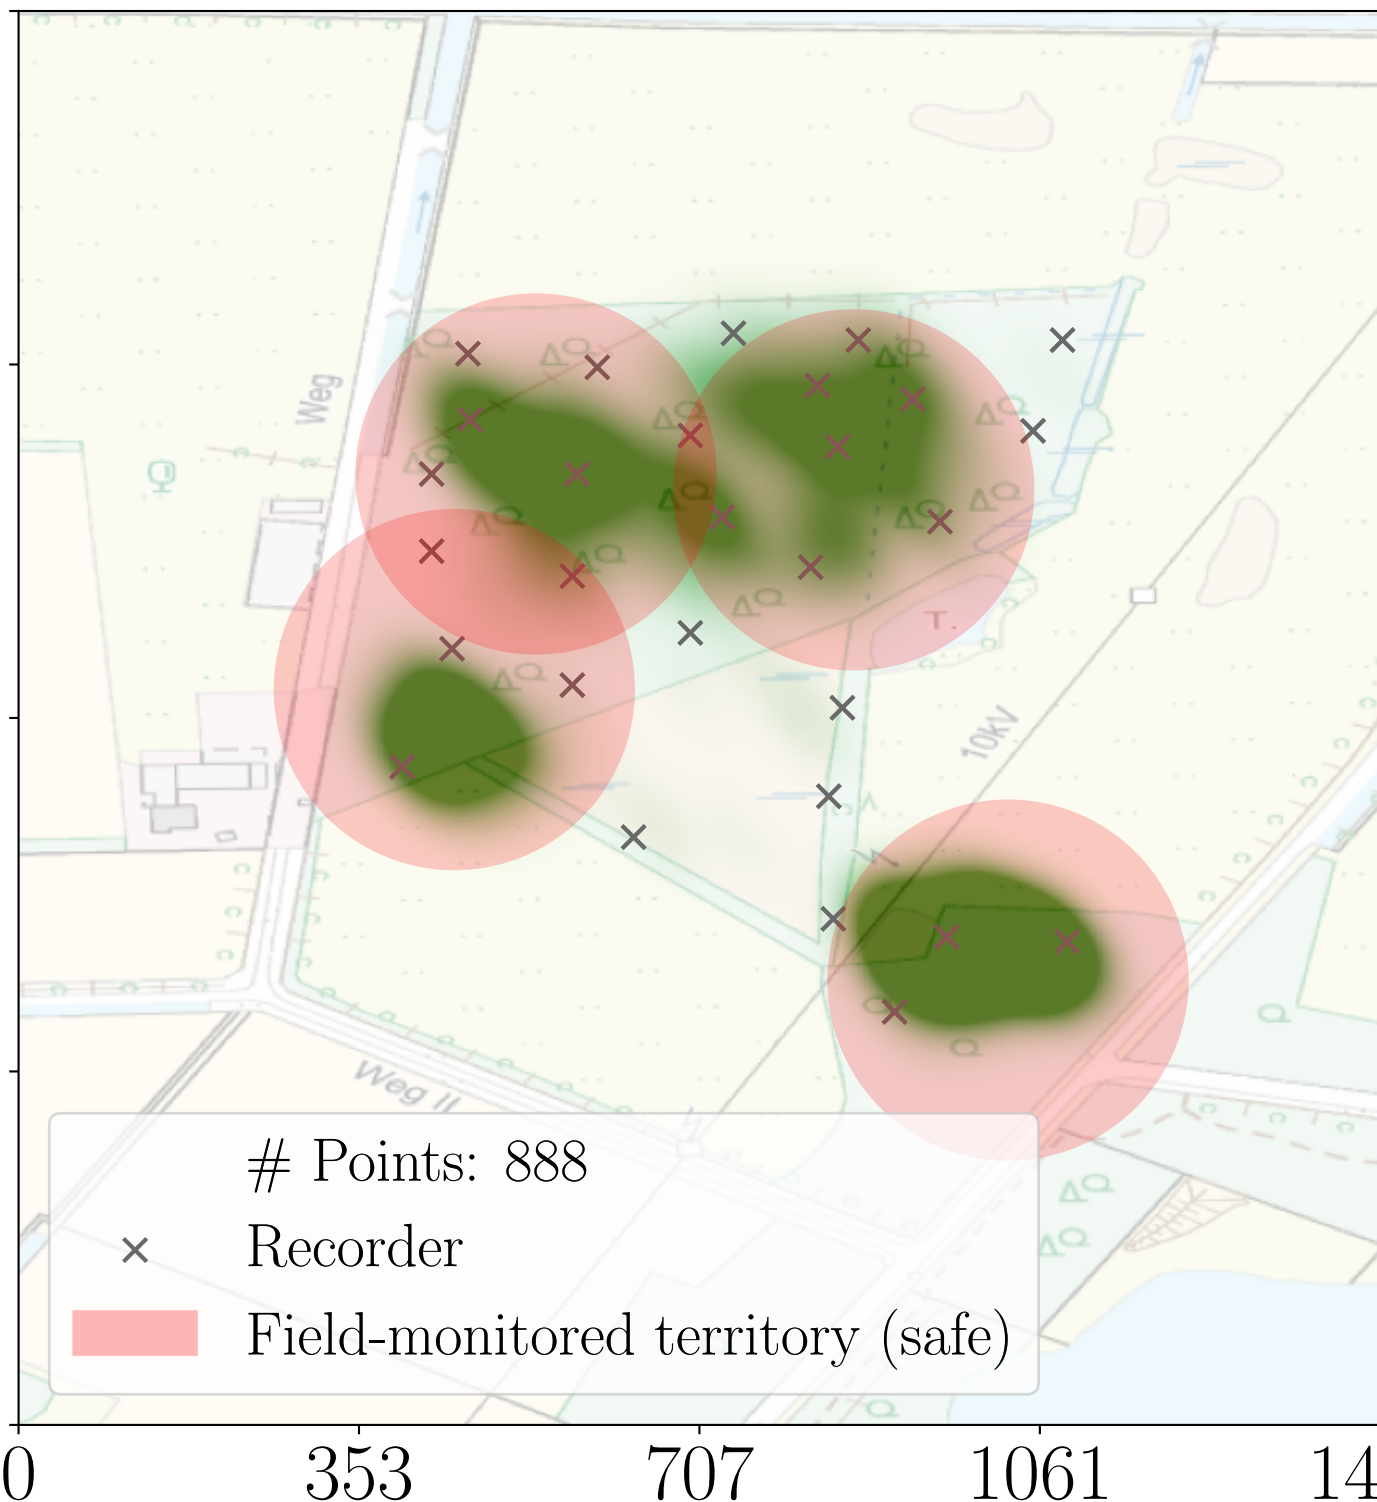 Weg
T.
10kV
Weg II
# Points: 888
Recorder
Field-monitored territory (safe)
0 353 707 1061 14